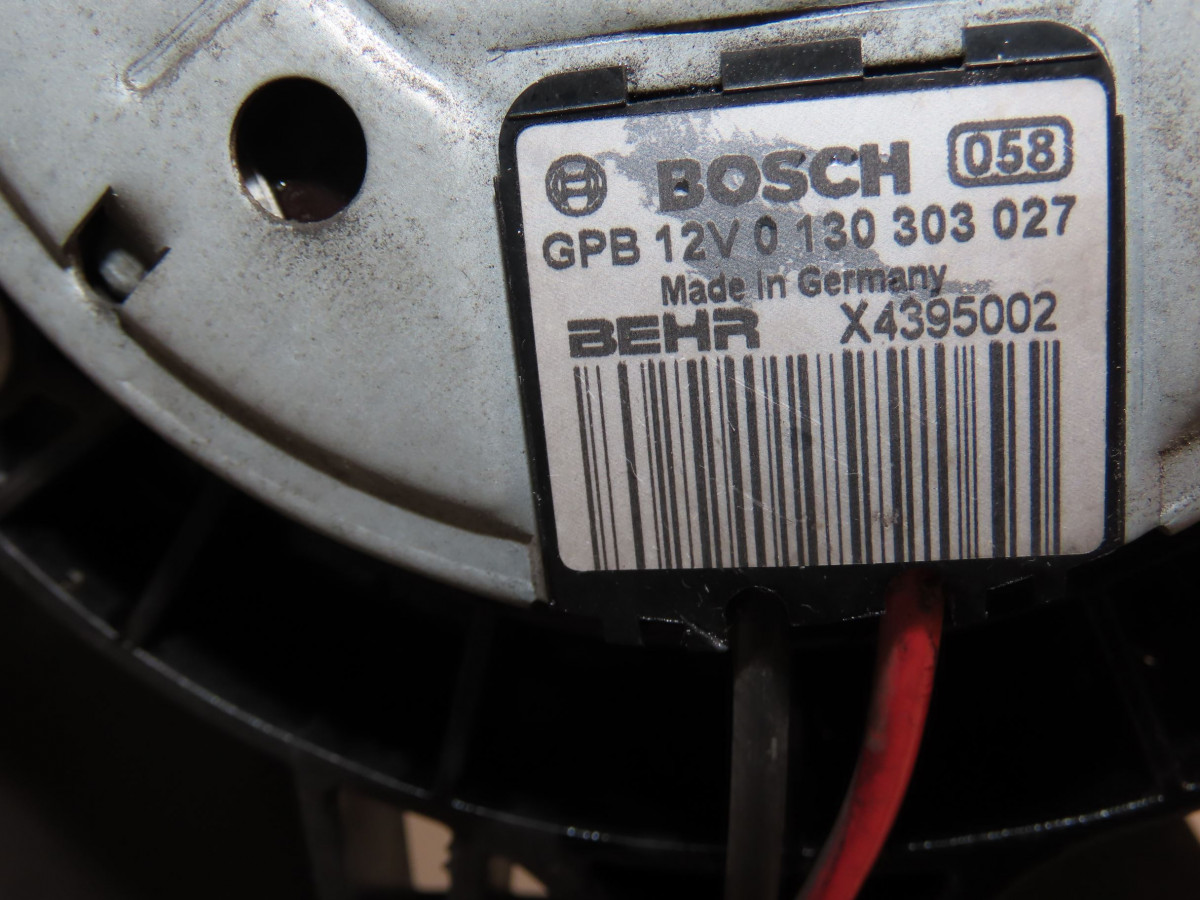 BOSCH 058
GPB 12V 0 130 303 027
Made in Germany
BEHR X4395002